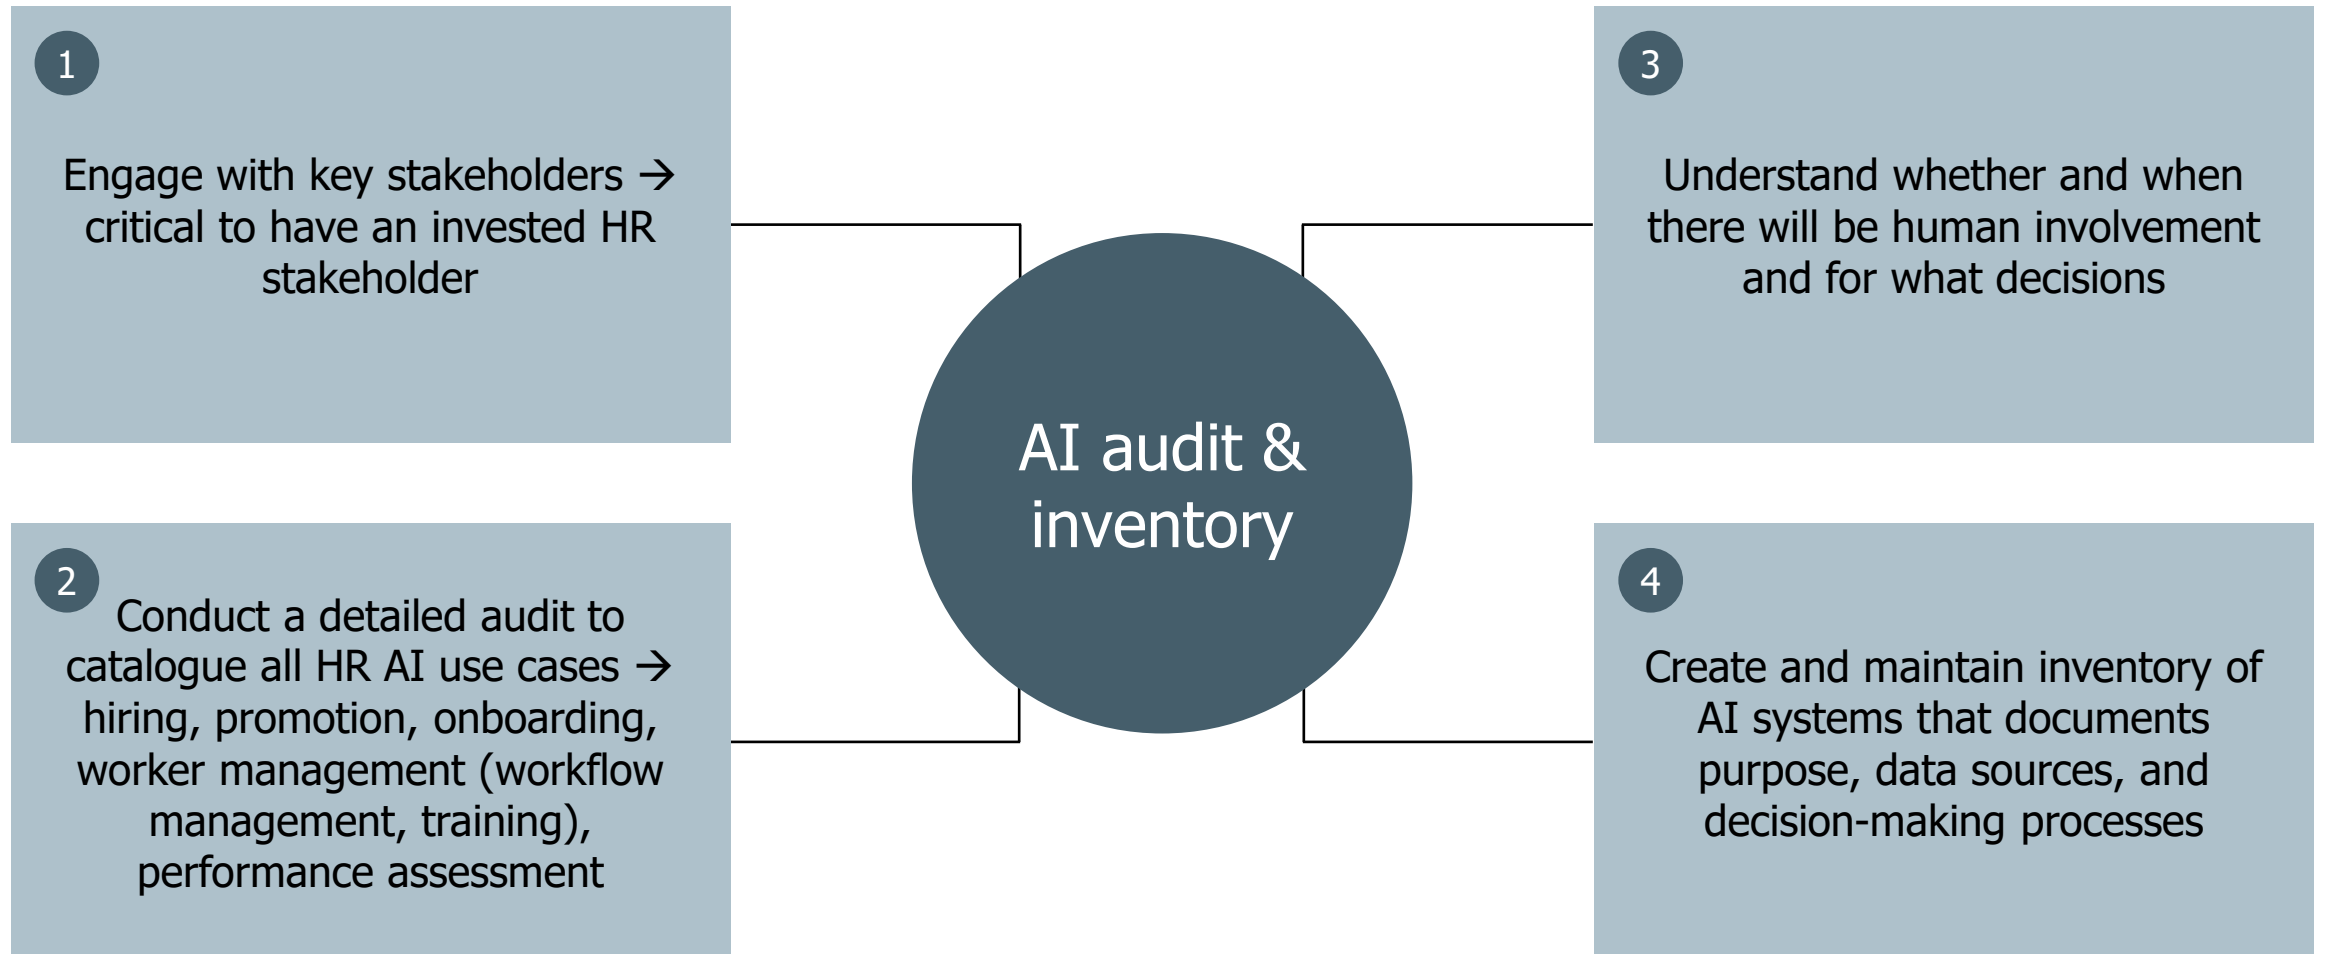 1
Engage with key stakeholders →
critical to have an invested HR
stakeholder
2
Conduct a detailed audit to
catalogue all HR AI use cases →
hiring, promotion, onboarding,
worker management (workflow
management, training),
performance assessment
AI audit &
inventory
3
Understand whether and when
there will be human involvement
and for what decisions
4
Create and maintain inventory of
AI systems that documents
purpose, data sources, and
decision-making processes